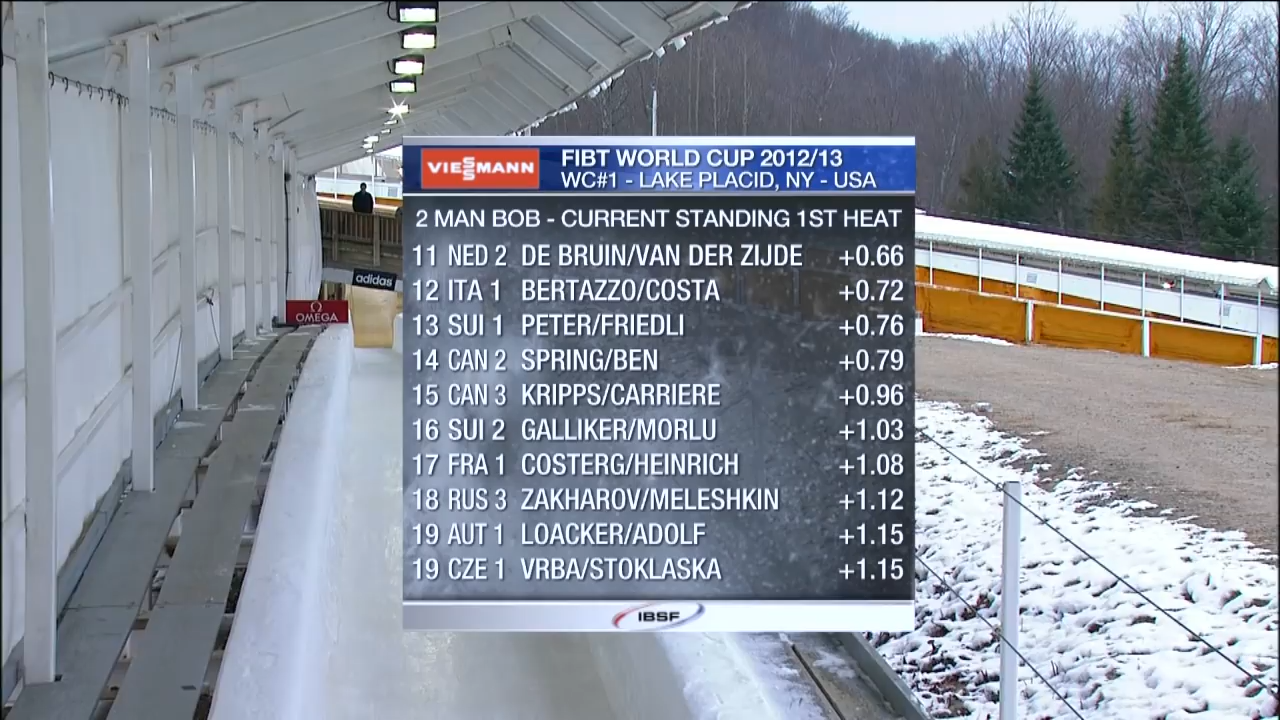 VIESSMANN
FIBT WORLD CUP 2012/13
WC#1 - LAKE PLACID, NY - USA
2 MAN BOB - CURRENT STANDING 1ST HEAT
11 NED 2 DE BRUIN/VAN DER ZIJDE +0.66
12 ITA 1 BERTAZZO/COSTA +0.72
13 SUI 1 PETER/FRIEDLI +0.76
14 CAN 2 SPRING/BEN +0.79
15 CAN 3 KRIPPS/CARRIERE +0.96
16 SUI 2 GALLIKER/MORLU +1.03
17 FRA 1 COSTERG/HEINRICH +1.08
18 RUS 3 ZAKHAROV/MELESHKIN +1.12
19 AUT 1 LOACKER/ADOLF +1.15
19 CZE 1 VRBA/STOKLASKA +1.15
IBSF
adidas
OMEGA